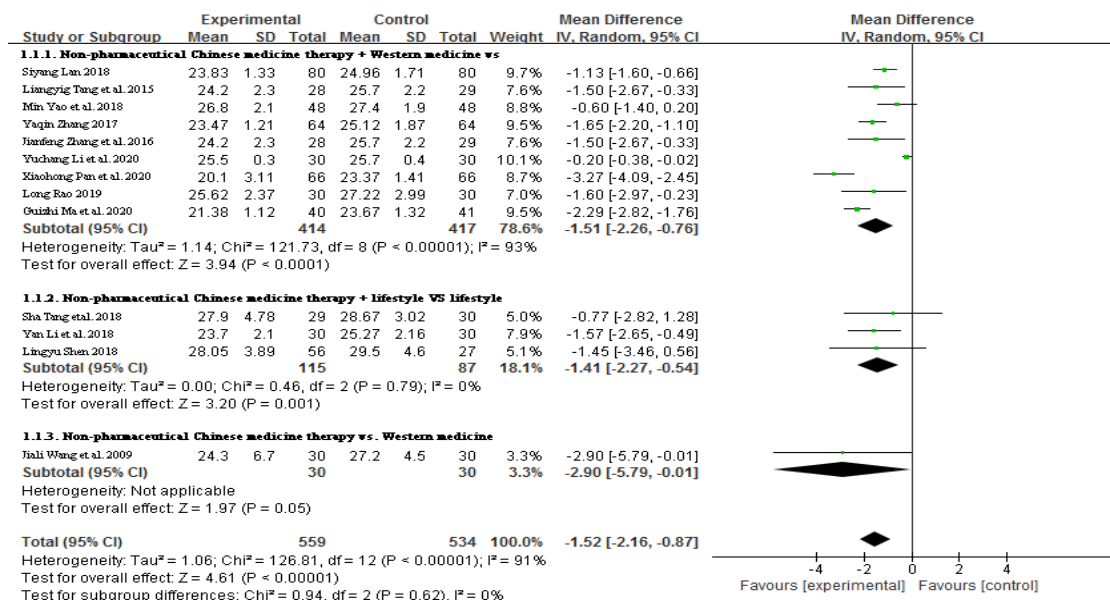 Experimental Control Mean Difference Mean Difference
Study or Subgroup Mean SD Total Mean SD Total Weight IV, Random, 95% CI IV, Random, 95% CI
1.1.1. Non-pharmaceutical Chinese medicine therapy + Western medicine vs
Siyang Lan 2018 23.83 1.33 80 24.96 1.71 80 9.7% -1.13 [-1.60, -0.66]
Liangyig Tang et al. 2015 24.2 2.3 28 25.7 2.2 29 7.6% -1.50 [-2.67, -0.33]
Min Yao et al. 2018 26.8 2.1 48 27.4 1.9 48 8.8% -0.60 [-1.40, 0.20]
Yaqin Zhang 2017 23.47 1.21 64 25.12 1.87 64 9.5% -1.65 [-2.20, -1.10]
Jianfeng Zhang et al. 2016 24.2 2.3 28 25.7 2.2 29 7.6% -1.50 [-2.67, -0.33]
Yuchang Li et al. 2020 25.5 0.3 30 25.7 0.4 30 10.1% -0.20 [-0.38, -0.02]
Xiaohong Pan et al. 2020 20.1 3.11 66 23.37 1.41 66 8.7% -3.27 [-4.09, -2.45]
Long Rao 2019 25.62 2.37 30 27.22 2.99 30 7.0% -1.60 [-2.97, -0.23]
Guizhi Ma et al. 2020 21.38 1.12 40 23.67 1.32 41 9.5% -2.29 [-2.82, -1.76]
Subtotal (95% CI) 414 417 78.6% -1.51 [-2.26, -0.76]
Heterogeneity: Tau² = 1.14; Chi² = 121.73, df = 8 (P < 0.00001); I² = 93%
Test for overall effect: Z = 3.94 (P < 0.0001)
1.1.2. Non-pharmaceutical Chinese medicine therapy + lifestyle VS lifestyle
Sha Tang etal. 2018 27.9 4.78 29 28.67 3.02 30 5.0% -0.77 [-2.82, 1.28]
Yan Li et al. 2018 23.7 2.1 30 25.27 2.16 30 7.9% -1.57 [-2.65, -0.49]
Lingyu Shen 2018 28.05 3.89 56 29.5 4.6 27 5.1% -1.45 [-3.46, 0.56]
Subtotal (95% CI) 115 87 18.1% -1.41 [-2.27, -0.54]
Heterogeneity: Tau² = 0.00; Chi² = 0.46, df = 2 (P = 0.79); I² = 0%
Test for overall effect: Z = 3.20 (P = 0.001)
1.1.3. Non-pharmaceutical Chinese medicine therapy vs. Western medicine
Jiali Wang et al. 2009 24.3 6.7 30 27.2 4.5 30 3.3% -2.90 [-5.79, -0.01]
Subtotal (95% CI) 30 30 3.3% -2.90 [-5.79, -0.01]
Heterogeneity: Not applicable
Test for overall effect: Z = 1.97 (P = 0.05)
Total (95% CI) 559 534 100.0% -1.52 [-2.16, -0.87]
Heterogeneity: Tau² = 1.06; Chi² = 126.81, df = 12 (P < 0.00001); I² = 91%
Test for overall effect: Z = 4.61 (P < 0.00001)
Test for subgroup differences: Chi² = 0.94, df = 2 (P = 0.62), I² = 0%
-4 -2 0 2 4
Favours [experimental] Favours [control]